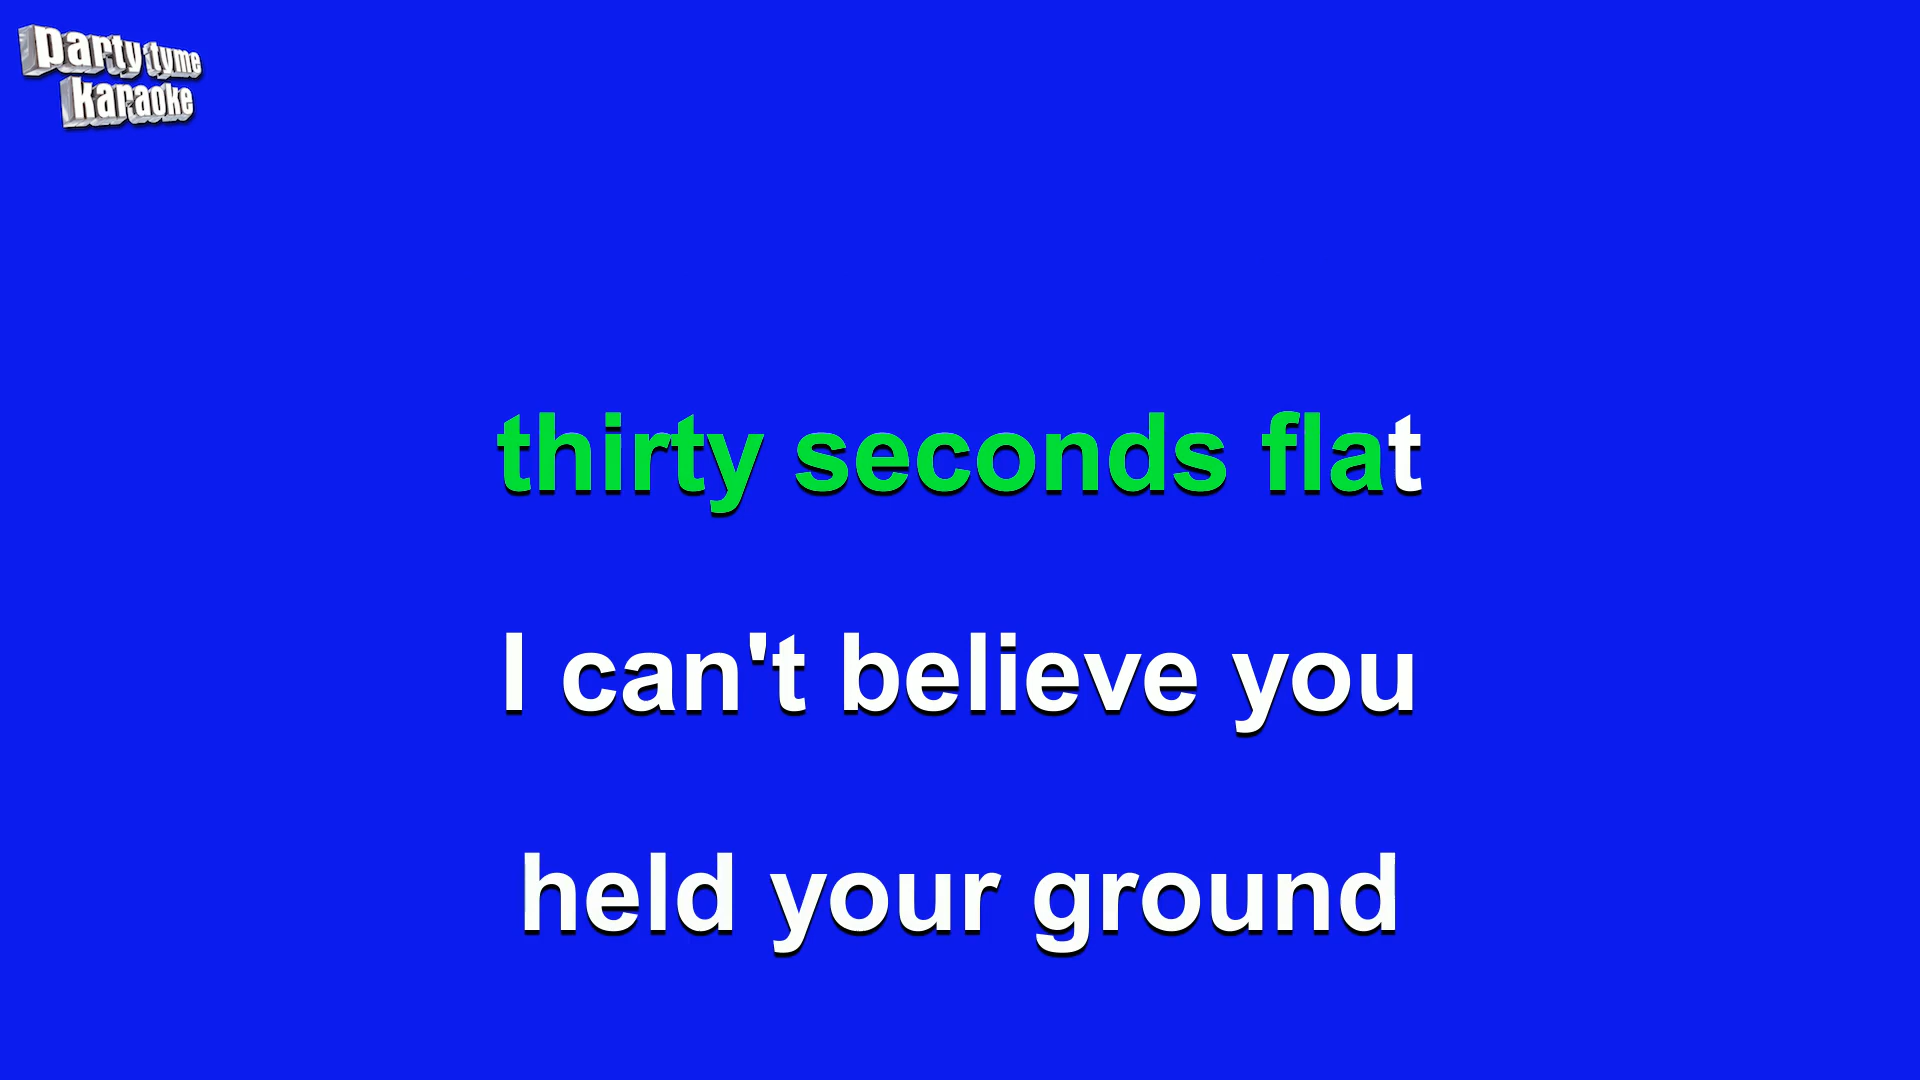 party tyme
karaoke
thirty seconds flat
I can't believe you
held your ground